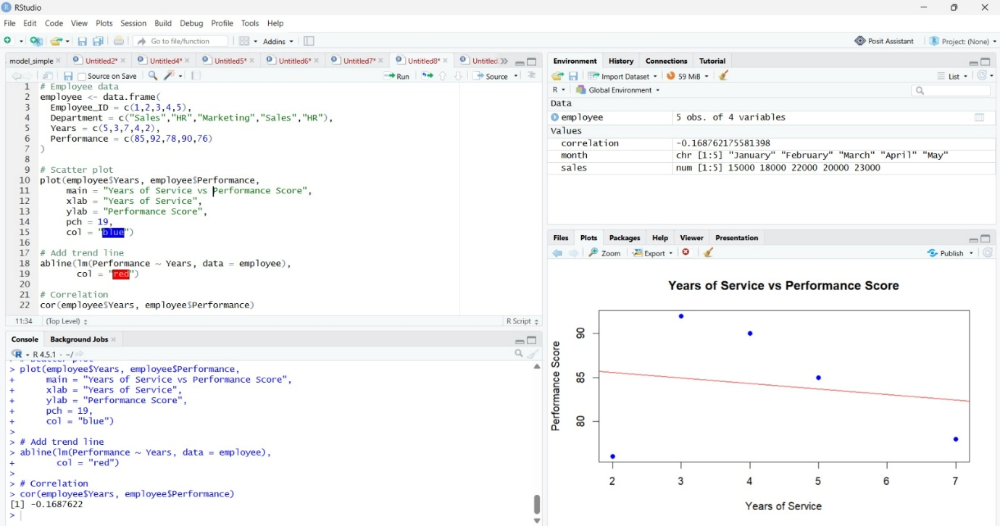 RStudio
File Edit Code View Plots Session Build Debug Profile Tools Help
Go to file/function Addins Posit Assistant Project: (None)
model_simple Untitled2* Untitled4* Untitled5* Untitled6* Untitled7* Untitled8* Untitled
Source on Save Run Source
1 # Employee data
2 employee <- data.frame(
3 Employee_ID = c(1,2,3,4,5),
4 Department = c("Sales","HR","Marketing","Sales","HR"),
5 Years = c(5,3,7,4,2),
6 Performance = c(85,92,78,90,76)
7 )
8
9 # Scatter plot
10 plot(employee$Years, employee$Performance,
11 main = "Years of Service vs Performance Score",
12 xlab = "Years of Service",
13 ylab = "Performance Score",
14 pch = 19,
15 col = "blue")
16
17 # Add trend line
18 abline(lm(Performance ~ Years, data = employee),
19 col = "red")
20
21 # Correlation
22 cor(employee$Years, employee$Performance)
11:34 (Top Level) R Script
Console Background Jobs
R 4.5.1 · ~/
> plot(employee$Years, employee$Performance,
+ main = "Years of Service vs Performance Score",
+ xlab = "Years of Service",
+ ylab = "Performance Score",
+ pch = 19,
+ col = "blue")
>
> # Add trend line
> abline(lm(Performance ~ Years, data = employee),
+ col = "red")
>
> # Correlation
> cor(employee$Years, employee$Performance)
[1] -0.1687622
>
Environment History Connections Tutorial
Import Dataset 59 MiB List
R Global Environment
Data
employee 5 obs. of 4 variables
Values
correlation -0.168762175581398
month chr [1:5] "January" "February" "March" "April" "May"
sales num [1:5] 15000 18000 22000 20000 23000
Files Plots Packages Help Viewer Presentation
Zoom Export Publish
Years of Service vs Performance Score
Performance Score
90
85
80
2 3 4 5 6 7
Years of Service